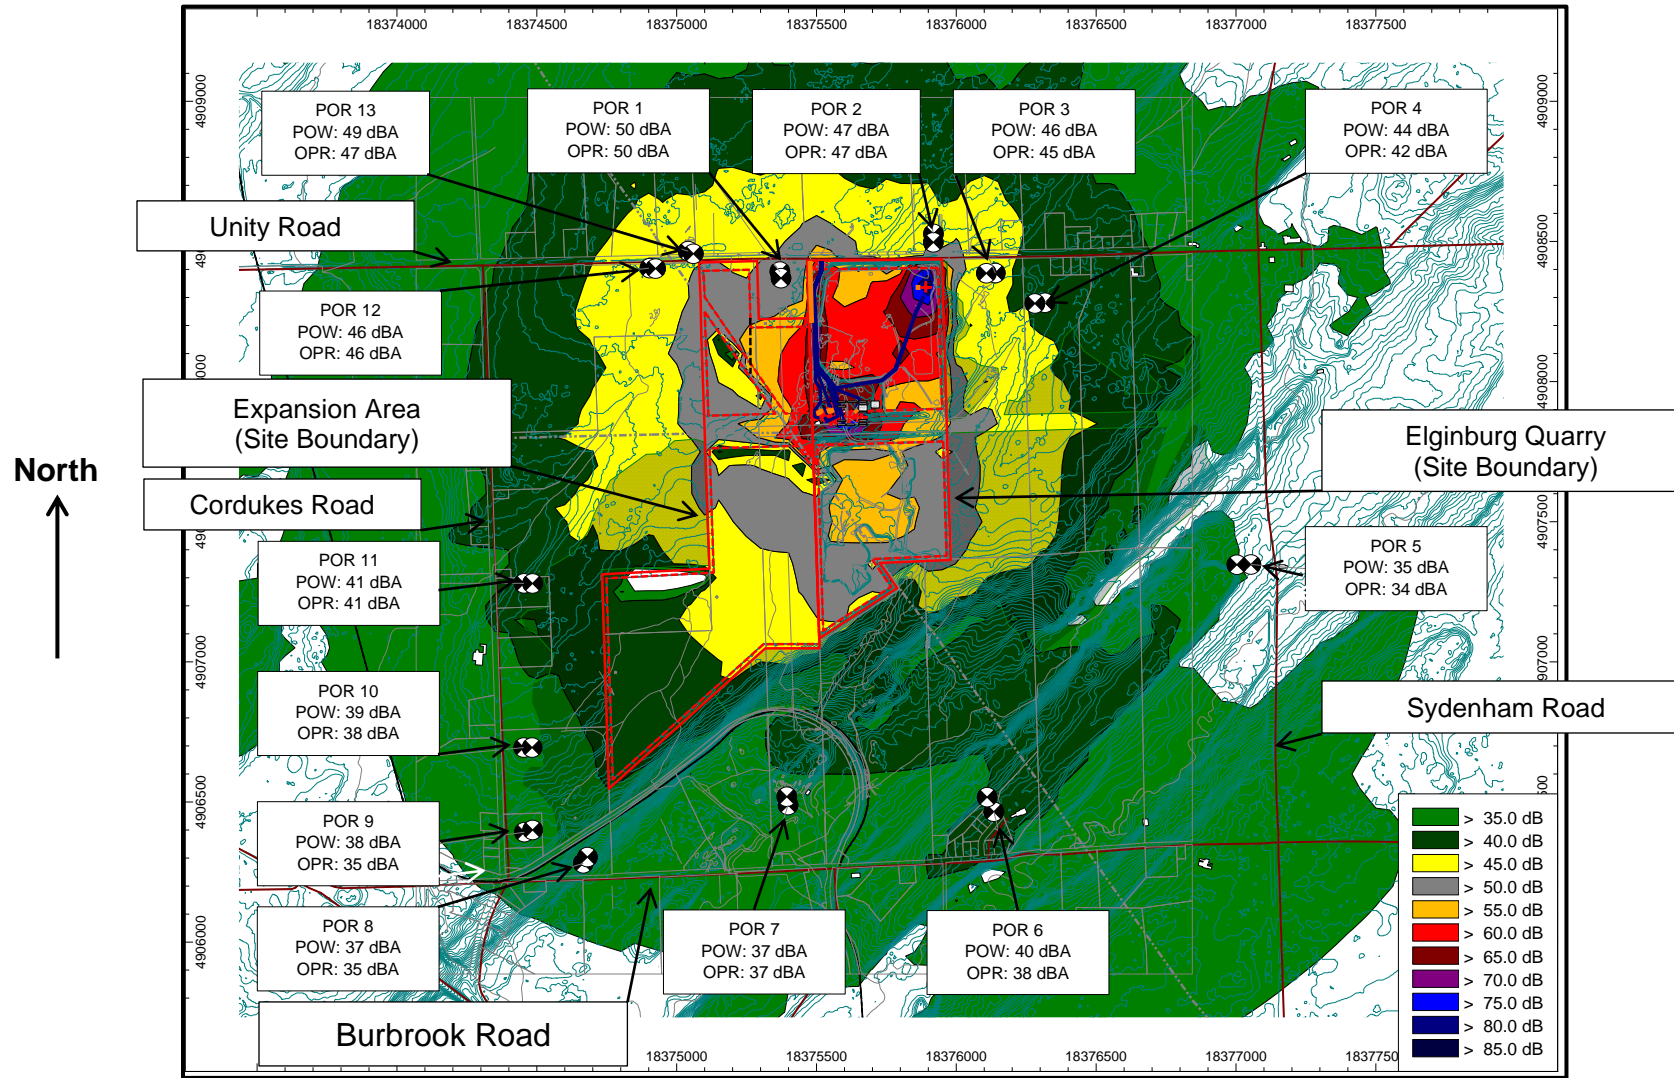 18374000 18374500 18375000 18375500 18376000 18376500 18377000 18377500
4909000
4909000
POR 13
POW: 49 dBA
OPR: 47 dBA
POR 1
POW: 50 dBA
OPR: 50 dBA
POR 2
POW: 47 dBA
OPR: 47 dBA
POR 3
POW: 46 dBA
OPR: 45 dBA
POR 4
POW: 44 dBA
OPR: 42 dBA
Unity Road
4908500
POR 12
POW: 46 dBA
OPR: 46 dBA
4908000
Expansion Area
(Site Boundary)
Elginburg Quarry
(Site Boundary)
North
Cordukes Road
4907500
POR 11
POW: 41 dBA
OPR: 41 dBA
POR 5
POW: 35 dBA
OPR: 34 dBA
4907000
4907000
POR 10
POW: 39 dBA
OPR: 38 dBA
Sydenham Road
4906500
POR 9
POW: 38 dBA
OPR: 35 dBA
POR 8
POW: 37 dBA
OPR: 35 dBA
POR 7
POW: 37 dBA
OPR: 37 dBA
POR 6
POW: 40 dBA
OPR: 38 dBA
4906000
Burbrook Road
> 35.0 dB
> 40.0 dB
> 45.0 dB
> 50.0 dB
> 55.0 dB
> 60.0 dB
> 65.0 dB
> 70.0 dB
> 75.0 dB
> 80.0 dB
> 85.0 dB
18375000 18375500 18376000 18376500 18377000